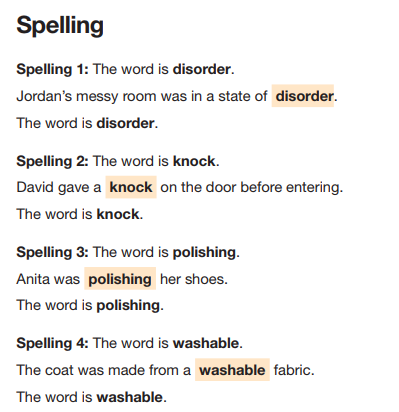 Spelling
Spelling 1: The word is disorder.
Jordan’s messy room was in a state of disorder.
The word is disorder.
Spelling 2: The word is knock.
David gave a knock on the door before entering.
The word is knock.
Spelling 3: The word is polishing.
Anita was polishing her shoes.
The word is polishing.
Spelling 4: The word is washable.
The coat was made from a washable fabric.
The word is washable.